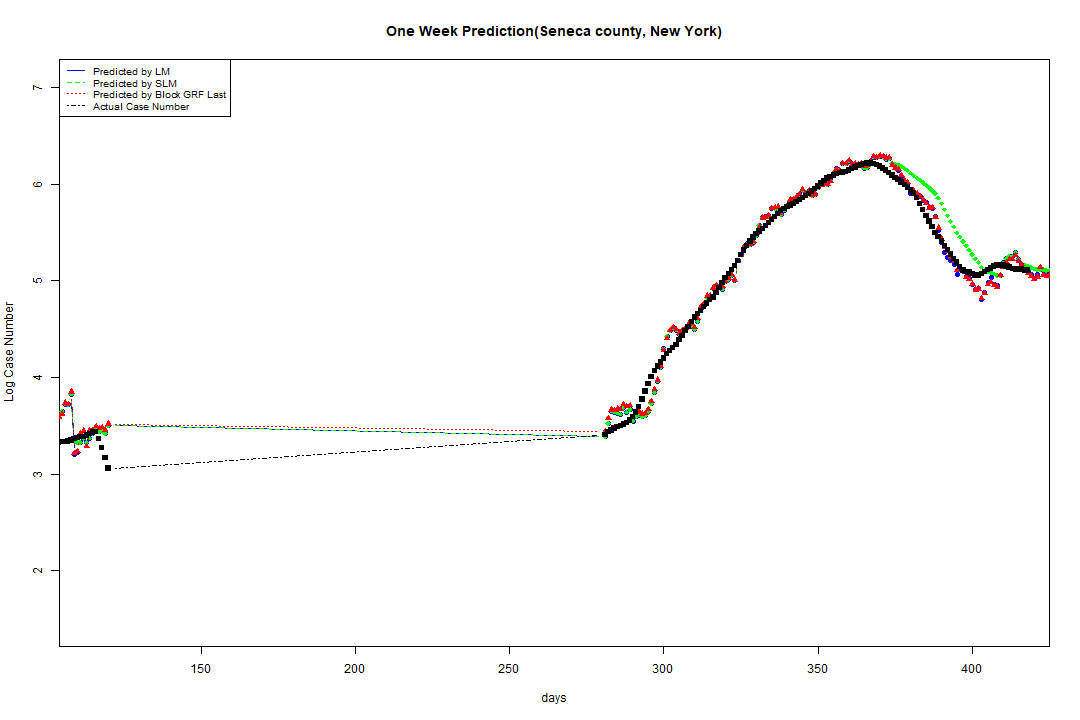 One Week Prediction(Seneca county, New York)
Predicted by LM
Predicted by SLM
Predicted by Block GRF Last
Actual Case Number
7
6
5
4
3
2
Log Case Number
150 200 250 300 350 400
days